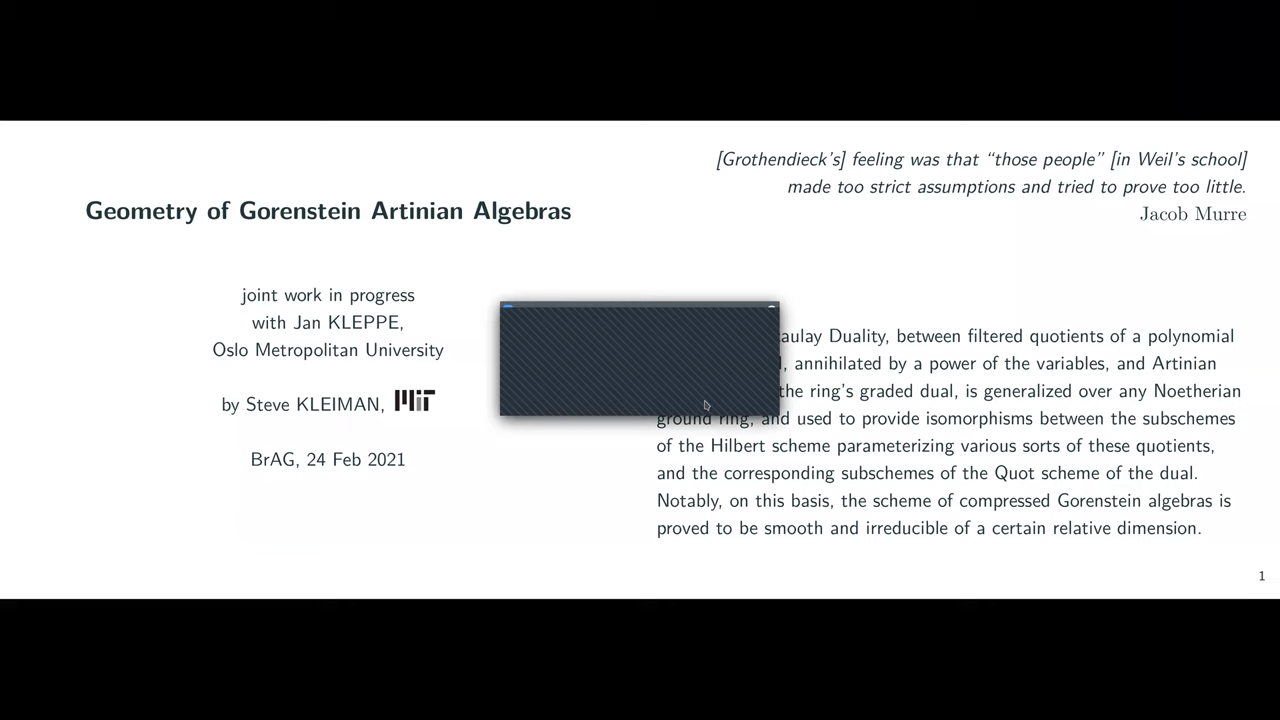 Geometry of Gorenstein Artinian Algebras
joint work in progress
with Jan KLEPPE,
Oslo Metropolitan University
by Steve KLEIMAN, MIT
BrAG, 24 Feb 2021
[Grothendieck's] feeling was that “those people” [in Weil's school]
made too strict assumptions and tried to prove too little.
Jacob Murre
Duality, between filtered quotients of a polynomial
annihilated by a power of the variables, and Artinian
the ring's graded dual, is generalized over any Noetherian
ground ring, and used to provide isomorphisms between the subschemes
of the Hilbert scheme parameterizing various sorts of these quotients,
and the corresponding subschemes of the Quot scheme of the dual.
Notably, on this basis, the scheme of compressed Gorenstein algebras is
proved to be smooth and irreducible of a certain relative dimension.
1